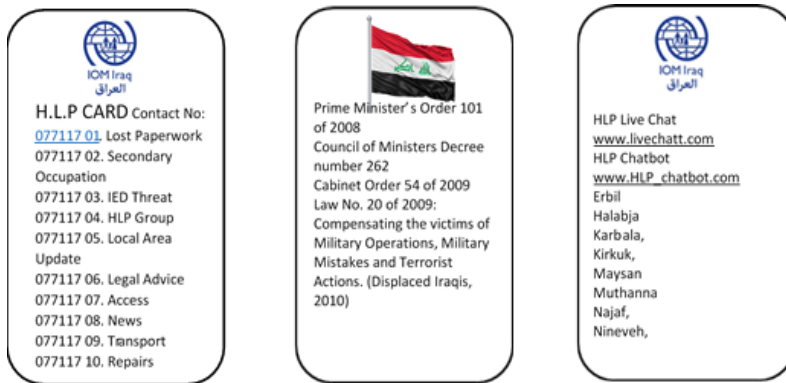 IOM Iraq
العراق
H.L.P CARD Contact No:
077117 01. Lost Paperwork
077117 02. Secondary
Occupation
077117 03. IED Threat
077117 04. HLP Group
077117 05. Local Area
Update
077117 06. Legal Advice
077117 07. Access
077117 08. News
077117 09. Transport
077117 10. Repairs
Prime Minister's Order 101
of 2008
Council of Ministers Decree
number 262
Cabinet Order 54 of 2009
Law No. 20 of 2009:
Compensating the victims of
Military Operations, Military
Mistakes and Terrorist
Actions. (Displaced Iraqis,
2010)
IOM Iraq
العراق
HLP Live Chat
www.livechatt.com
HLP Chatbot
www.HLP_chatbot.com
Erbil
Halabja
Karbala,
Kirkuk,
Maysan
Muthanna
Najaf,
Nineveh,